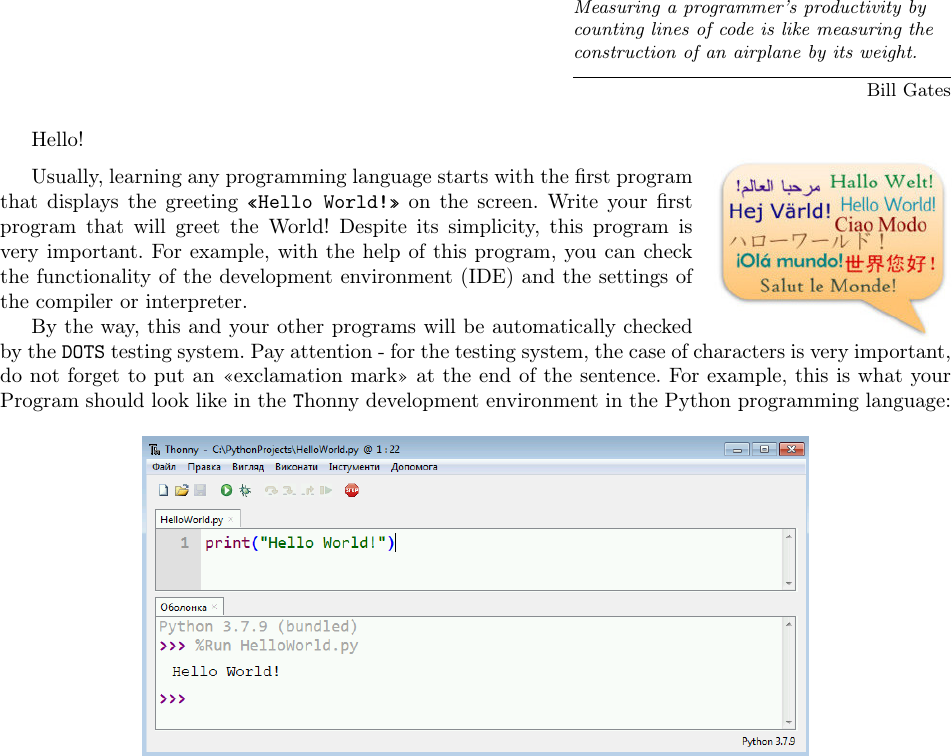 Measuring a programmer's productivity by
counting lines of code is like measuring the
construction of an airplane by its weight.
Bill Gates
Hello!
Usually, learning any programming language starts with the first program
that displays the greeting «Hello World!» on the screen. Write your first
program that will greet the World! Despite its simplicity, this program is
very important. For example, with the help of this program, you can check
the functionality of the development environment (IDE) and the settings of
the compiler or interpreter.
مرحبا العالم!
Hallo Welt!
Hej Värld!
Hello World!
Ciao Modo
ハローワールド!
¡Olá mundo!
世界您好!
Salut le Monde!
By the way, this and your other programs will be automatically checked
by the DOTS testing system. Pay attention - for the testing system, the case of characters is very important,
do not forget to put an «exclamation mark» at the end of the sentence. For example, this is what your
Program should look like in the Thonny development environment in the Python programming language:
Thonny - C:\PythonProjects\HelloWorld.py @ 1:22
Файл Правка Вигляд Виконати Інструменти Допомога
STOP
HelloWorld.py ×
1 print("Hello World!")
Оболонка ×
Python 3.7.9 (bundled)
>>> %Run HelloWorld.py
Hello World!
>>>
Python 3.7.9